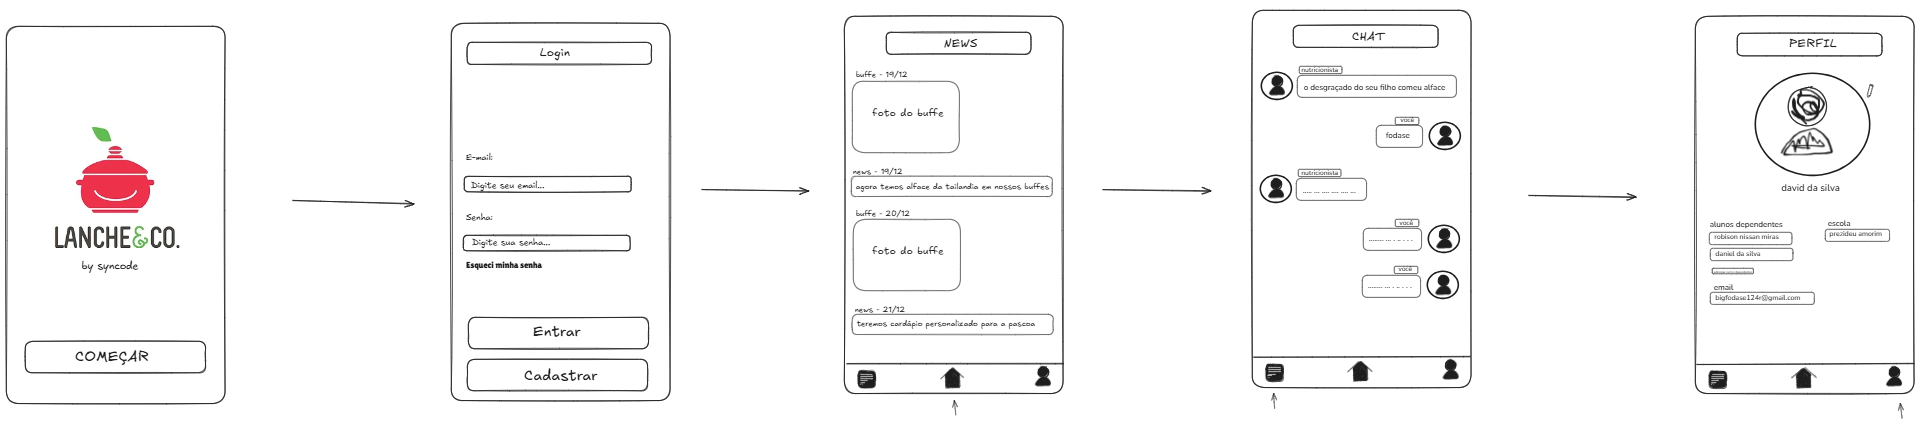 LANCHE&CO.
by syncode
COMEÇAR
Login
E-mail:
Digite seu email...
Senha:
Digite sua senha...
Esqueci minha senha
Entrar
Cadastrar
NEWS
buffe - 19/12
foto do buffe
news - 19/12
agora temos alface da tailandia em nossos buffes
buffe - 20/12
foto do buffe
news - 21/12
teremos cardápio personalizado para a pascoa
CHAT
nutricionista
o desgraçado do seu filho comeu alface
você
fodase
nutricionista
você
você
PERFIL
david da silva
alunos dependentes
robison nissan miras
daniel da silva
escola
prezideu amorim
email
bigfodase124r@gmail.com